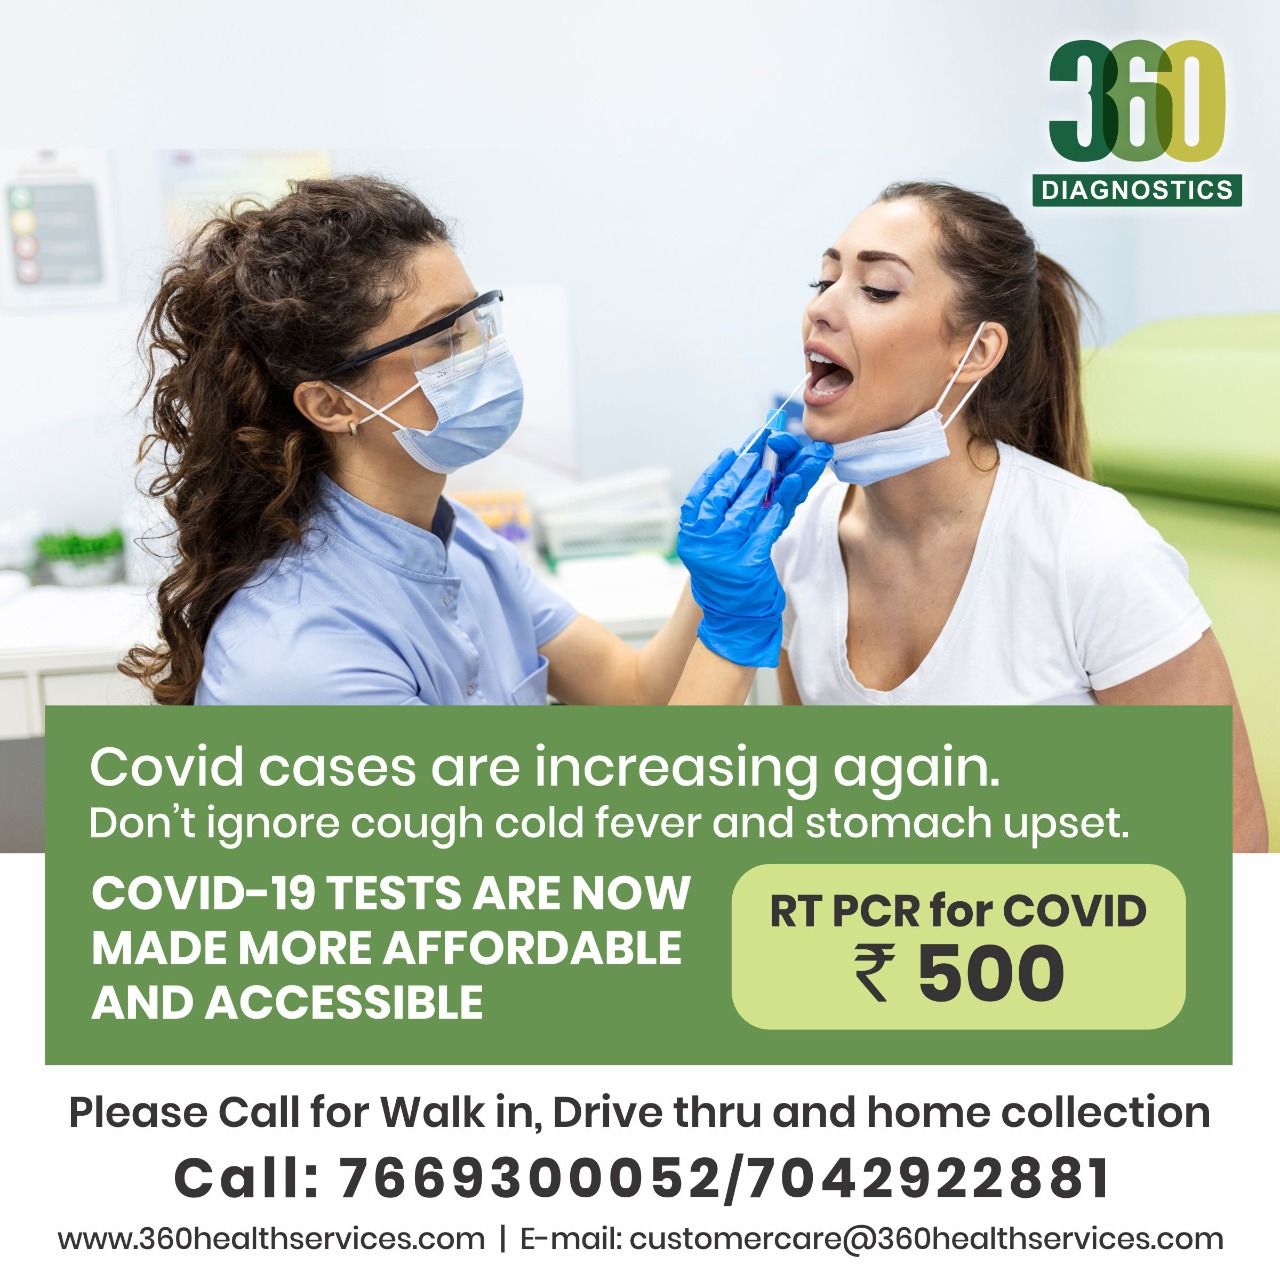 360
DIAGNOSTICS
Covid cases are increasing again.
Don't ignore cough cold fever and stomach upset.
COVID-19 TESTS ARE NOW
MADE MORE AFFORDABLE
AND ACCESSIBLE
RT PCR for COVID
₹ 500
Please Call for Walk in, Drive thru and home collection
Call: 7669300052/7042922881
www.360healthservices.com | E-mail: customercare@360healthservices.com